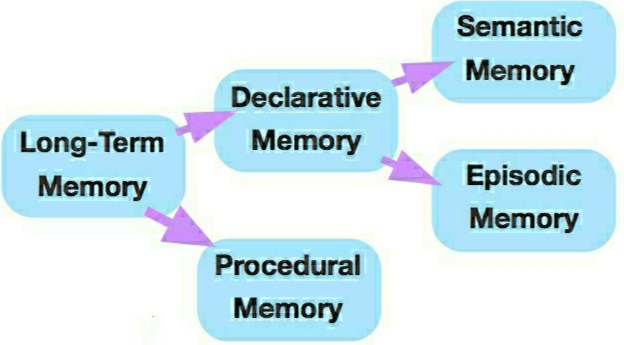 Semantic
Memory
Declarative
Memory
Long-Term
Memory
Episodic
Memory
Procedural
Memory